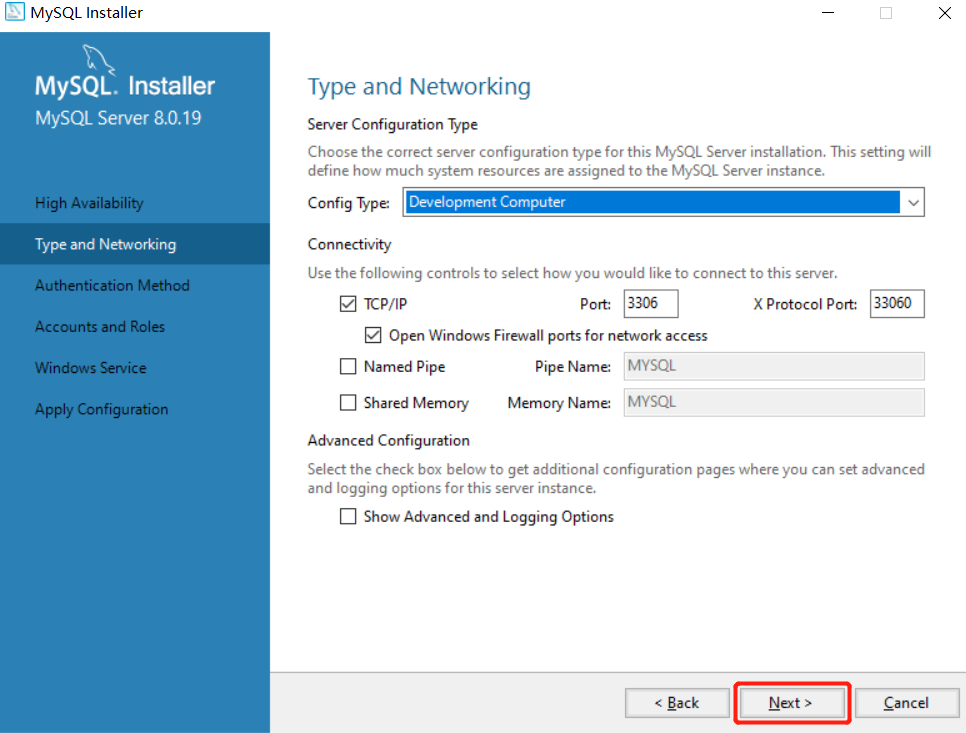 MySQL Installer
MySQL. Installer
MySQL Server 8.0.19
High Availability
Type and Networking
Authentication Method
Accounts and Roles
Windows Service
Apply Configuration
Type and Networking
Server Configuration Type
Choose the correct server configuration type for this MySQL Server installation. This setting will
define how much system resources are assigned to the MySQL Server instance.
Config Type: Development Computer
Connectivity
Use the following controls to select how you would like to connect to this server.
TCP/IP Port: 3306 X Protocol Port: 33060
Open Windows Firewall ports for network access
Named Pipe Pipe Name: MYSQL
Shared Memory Memory Name: MYSQL
Advanced Configuration
Select the check box below to get additional configuration pages where you can set advanced
and logging options for this server instance.
Show Advanced and Logging Options
< Back Next > Cancel